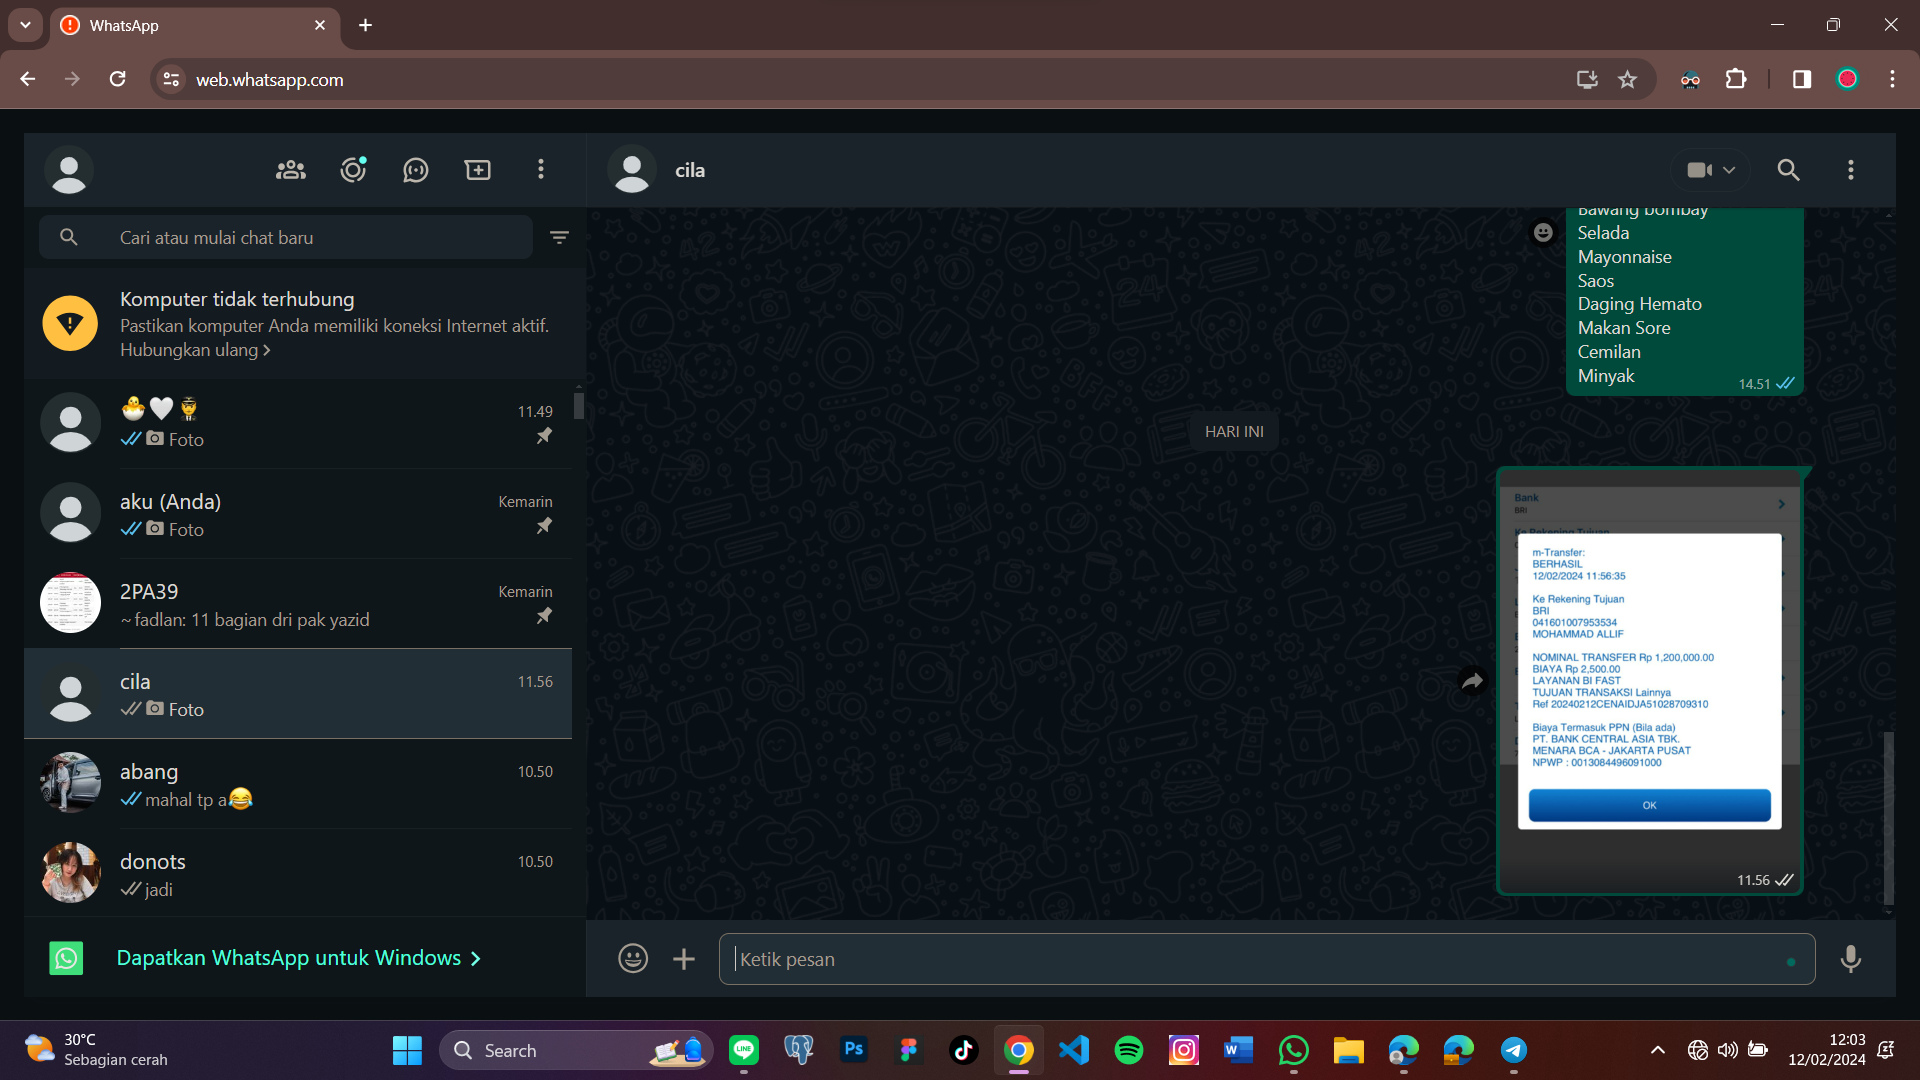 WhatsApp
web.whatsapp.com
Cari atau mulai chat baru
Komputer tidak terhubung
Pastikan komputer Anda memiliki koneksi Internet aktif.
Hubungkan ulang
11.49
Foto
aku (Anda)
Kemarin
Foto
2PA39
Kemarin
~ fadlan: 11 bagian dri pak yazid
cila
11.56
Foto
abang
10.50
mahal tp a😂
donots
10.50
jadi
Dapatkan WhatsApp untuk Windows
cila
Bawang bombay
Selada
Mayonnaise
Saos
Daging Hemato
Makan Sore
Cemilan
Minyak
14.51
HARI INI
Bank
BRI
Ke Rekening Tujuan
m-Transfer:
BERHASIL
12/02/2024 11:56:35
Ke Rekening Tujuan
BRI
041601007953534
MOHAMMAD ALLIF
NOMINAL TRANSFER Rp 1,200,000.00
BIAYA Rp 2,500.00
LAYANAN BI FAST
TUJUAN TRANSAKSI Lainnya
Ref 20240212CENAIDJA51028709310
Biaya Termasuk PPN (Bila ada)
PT. BANK CENTRAL ASIA TBK.
MENARA BCA - JAKARTA PUSAT
NPWP : 0013084496091000
OK
11.56
Ketik pesan
30°C
Sebagian cerah
Search
LINE
Ps
W
12:03
12/02/2024